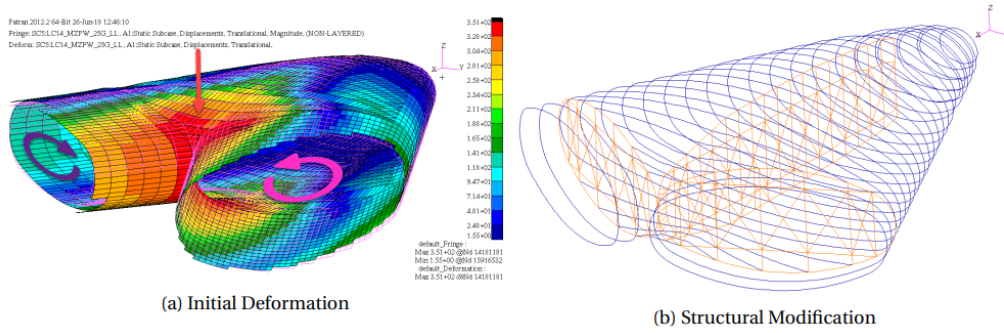 Patran 2012.2 64-Bit 26-Jun-18 12:46:10
Fringe: SC5:LC14_MZFW_25G_LL, A1:Static Subcase, Displacements, Translational, Magnitude, (NON-LAYERED)
Deform: SC5:LC14_MZFW_25G_LL, A1:Static Subcase, Displacements, Translational,
3.51+02
3.28+02
3.04+02
2.81+02
2.58+02
2.34+02
2.11+02
1.88+02
1.65+02
1.41+02
1.18+02
9.47+01
7.14+01
4.81+01
2.48+01
1.55+00
Z
X
Y
default_Fringe :
Max 3.51+02 @Nd 14181181
Min 1.55+00 @Nd 15916532
default_Deformation :
Max 3.51+02 @Nd 14181181
(a) Initial Deformation
X
Z
(b) Structural Modification